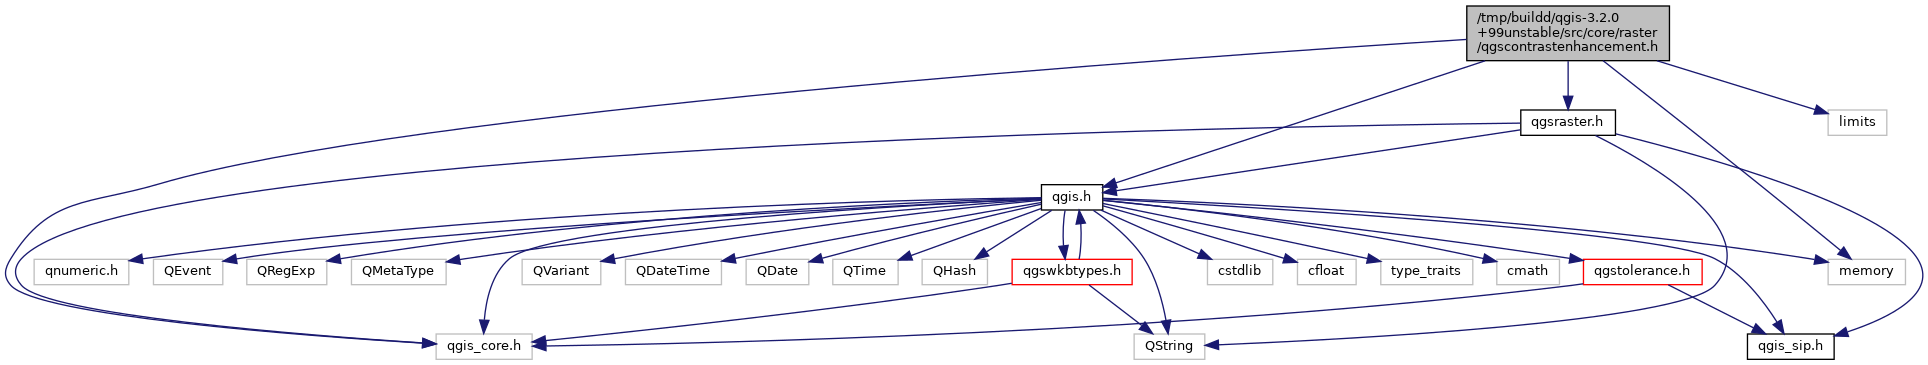 /tmp/buildd/qgis-3.2.0
+99unstable/src/core/raster
/qgscontrastenhancement.h
qgsraster.h
limits
qgis.h
qnumeric.h
QEvent
QRegExp
QMetaType
QVariant
QDateTime
QDate
QTime
QHash
qgswkbtypes.h
cstdlib
cfloat
type_traits
cmath
qgstolerance.h
memory
qgis_core.h
QString
qgis_sip.h